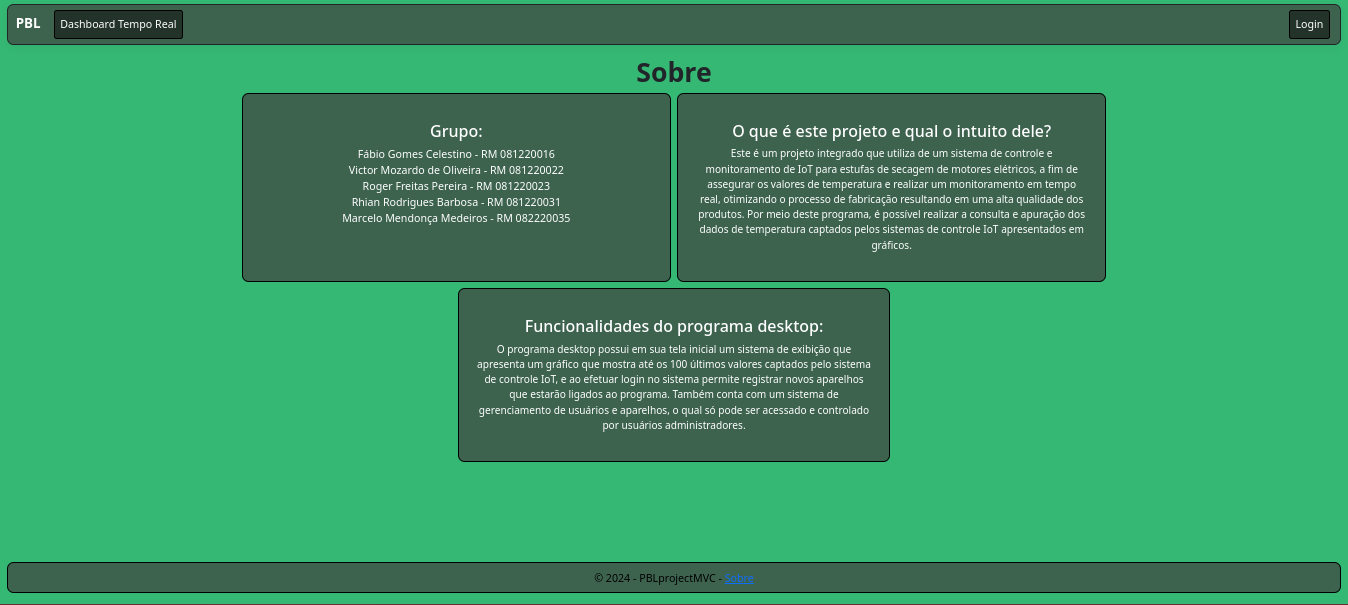 PBL Dashboard Tempo Real Login
Sobre
Grupo:
Fábio Gomes Celestino - RM 081220016
Victor Mozardo de Oliveira - RM 081220022
Roger Freitas Pereira - RM 081220023
Rhian Rodrigues Barbosa - RM 081220031
Marcelo Mendonça Medeiros - RM 082220035
O que é este projeto e qual o intuito dele?
Este é um projeto integrado que utiliza de um sistema de controle e
monitoramento de IoT para estufas de secagem de motores elétricos, a fim de
assegurar os valores de temperatura e realizar um monitoramento em tempo
real, otimizando o processo de fabricação resultando em uma alta qualidade dos
produtos. Por meio deste programa, é possível realizar a consulta e apuração dos
dados de temperatura captados pelos sistemas de controle IoT apresentados em
gráficos.
Funcionalidades do programa desktop:
O programa desktop possui em sua tela inicial um sistema de exibição que
apresenta um gráfico que mostra até os 100 últimos valores captados pelo sistema
de controle IoT, e ao efetuar login no sistema permite registrar novos aparelhos
que estarão ligados ao programa. Também conta com um sistema de
gerenciamento de usuários e aparelhos, o qual só pode ser acessado e controlado
por usuários administradores.
© 2024 - PBLprojectMVC - Sobre